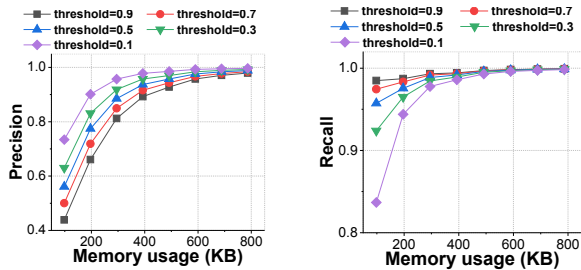 threshold=0.9
threshold=0.7
threshold=0.5
threshold=0.3
threshold=0.1
1.0
0.8
0.6
0.4
Precision
200
400
600
800
Memory usage (KB)
threshold=0.9
threshold=0.7
threshold=0.5
threshold=0.3
threshold=0.1
1.0
0.9
0.8
Recall
200
400
600
800
Memory usage (KB)